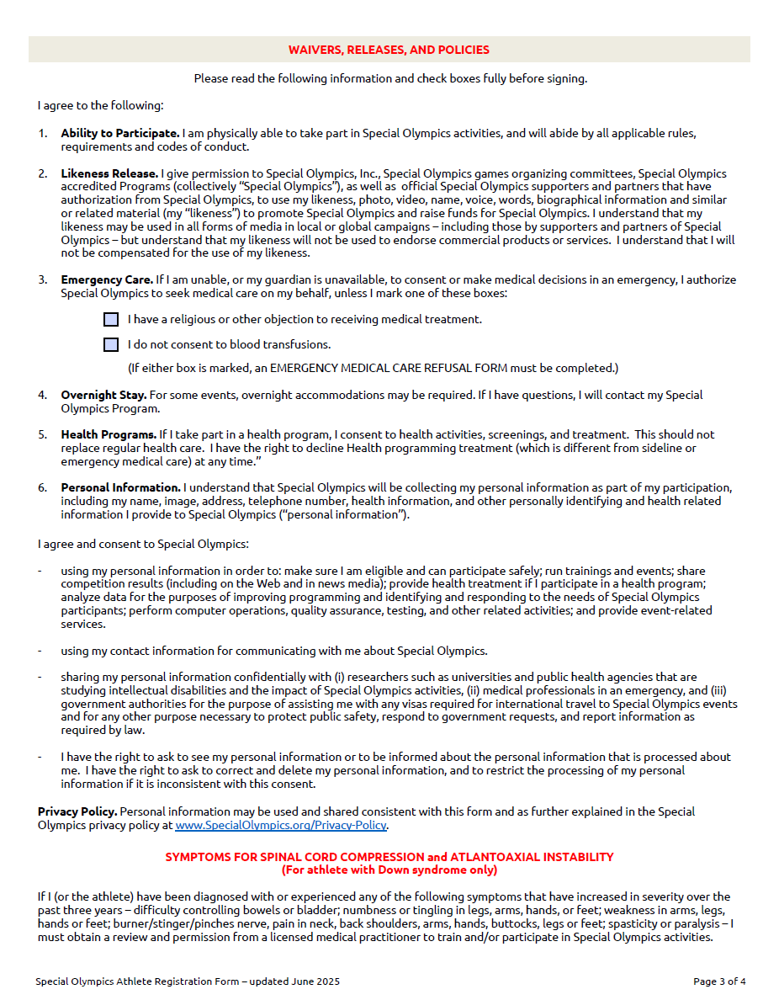 WAIVERS, RELEASES, AND POLICIES
Please read the following information and check boxes fully before signing.
I agree to the following:
1. Ability to Participate. I am physically able to take part in Special Olympics activities, and will abide by all applicable rules,
requirements and codes of conduct.
2. Likeness Release. I give permission to Special Olympics, Inc., Special Olympics games organizing committees, Special Olympics
accredited Programs (collectively “Special Olympics”), as well as  official Special Olympics supporters and partners that have
authorization from Special Olympics, to use my likeness, photo, video, name, voice, words, biographical information and similar
or related material (my “likeness”) to promote Special Olympics and raise funds for Special Olympics. I understand that my
likeness may be used in all forms of media in local or global campaigns – including those by supporters and partners of Special
Olympics – but understand that my likeness will not be used to endorse commercial products or services.  I understand that I will
not be compensated for the use of my likeness.
3. Emergency Care. If I am unable, or my guardian is unavailable, to consent or make medical decisions in an emergency, I authorize
Special Olympics to seek medical care on my behalf, unless I mark one of these boxes:
I have a religious or other objection to receiving medical treatment.
I do not consent to blood transfusions.
(If either box is marked, an EMERGENCY MEDICAL CARE REFUSAL FORM must be completed.)
4. Overnight Stay. For some events, overnight accommodations may be required. If I have questions, I will contact my Special
Olympics Program.
5. Health Programs. If I take part in a health program, I consent to health activities, screenings, and treatment.  This should not
replace regular health care.  I have the right to decline Health programming treatment (which is different from sideline or
emergency medical care) at any time.”
6. Personal Information. I understand that Special Olympics will be collecting my personal information as part of my participation,
including my name, image, address, telephone number, health information, and other personally identifying and health related
information I provide to Special Olympics (“personal information”).
I agree and consent to Special Olympics:
- using my personal information in order to: make sure I am eligible and can participate safely; run trainings and events; share
competition results (including on the Web and in news media); provide health treatment if I participate in a health program;
analyze data for the purposes of improving programming and identifying and responding to the needs of Special Olympics
participants; perform computer operations, quality assurance, testing, and other related activities; and provide event-related
services.
- using my contact information for communicating with me about Special Olympics.
- sharing my personal information confidentially with (i) researchers such as universities and public health agencies that are
studying intellectual disabilities and the impact of Special Olympics activities, (ii) medical professionals in an emergency, and (iii)
government authorities for the purpose of assisting me with any visas required for international travel to Special Olympics events
and for any other purpose necessary to protect public safety, respond to government requests, and report information as
required by law.
- I have the right to ask to see my personal information or to be informed about the personal information that is processed about
me.  I have the right to ask to correct and delete my personal information, and to restrict the processing of my personal
information if it is inconsistent with this consent.
Privacy Policy. Personal information may be used and shared consistent with this form and as further explained in the Special
Olympics privacy policy at www.SpecialOlympics.org/Privacy-Policy.
SYMPTOMS FOR SPINAL CORD COMPRESSION and ATLANTOAXIAL INSTABILITY
(For athlete with Down syndrome only)
If I (or the athlete) have been diagnosed with or experienced any of the following symptoms that have increased in severity over the
past three years – difficulty controlling bowels or bladder; numbness or tingling in legs, arms, hands, or feet; weakness in arms, legs,
hands or feet; burner/stinger/pinches nerve, pain in neck, back shoulders, arms, hands, buttocks, legs or feet; spasticity or paralysis – I
must obtain a review and permission from a licensed medical practitioner to train and/or participate in Special Olympics activities.
Special Olympics Athlete Registration Form – updated June 2025
Page 3 of 4